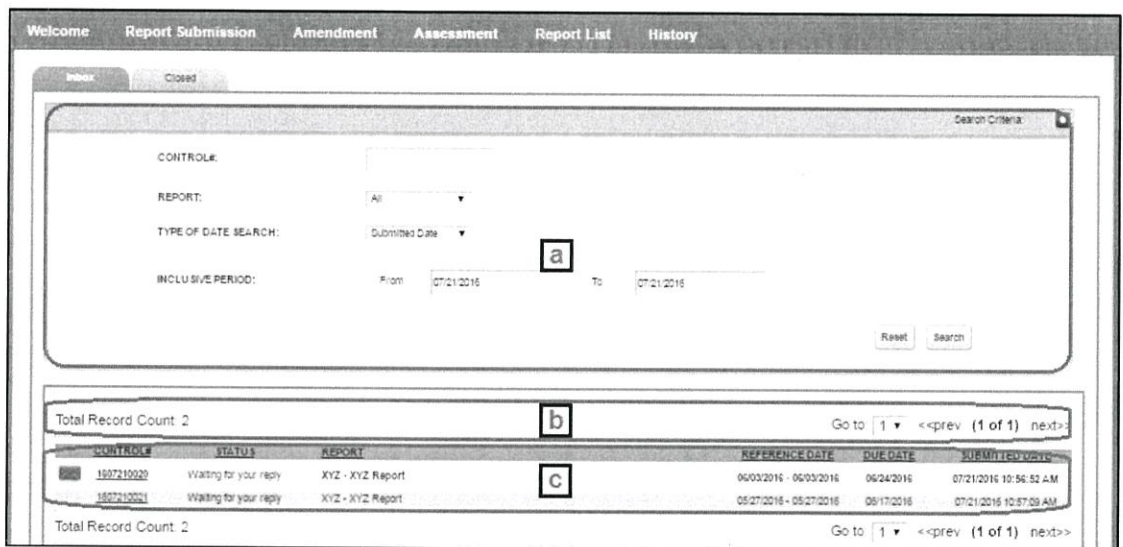 Welcome Report Submission Amendment Assessment Report List History
Inbox Closed
Search Criteria
CONTROL#:
REPORT: All
TYPE OF DATE SEARCH: Submitted Date
a
INCLUSIVE PERIOD: From 07/21/2016 To 07/21/2016
Reset Search
Total Record Count: 2 b Go to 1 <<prev (1 of 1) next>>
CONTROL# STATUS REPORT REFERENCE DATE DUE DATE SUBMITTED DATE
1607210020 Waiting for your reply XYZ - XYZ Report 06/03/2016 - 06/03/2016 06/24/2016 07/21/2016 10:56:52 AM
c
1607210021 Waiting for your reply XYZ - XYZ Report 05/27/2016 - 05/27/2016 06/17/2016 07/21/2016 10:57:09 AM
Total Record Count: 2 Go to 1 <<prev (1 of 1) next>>